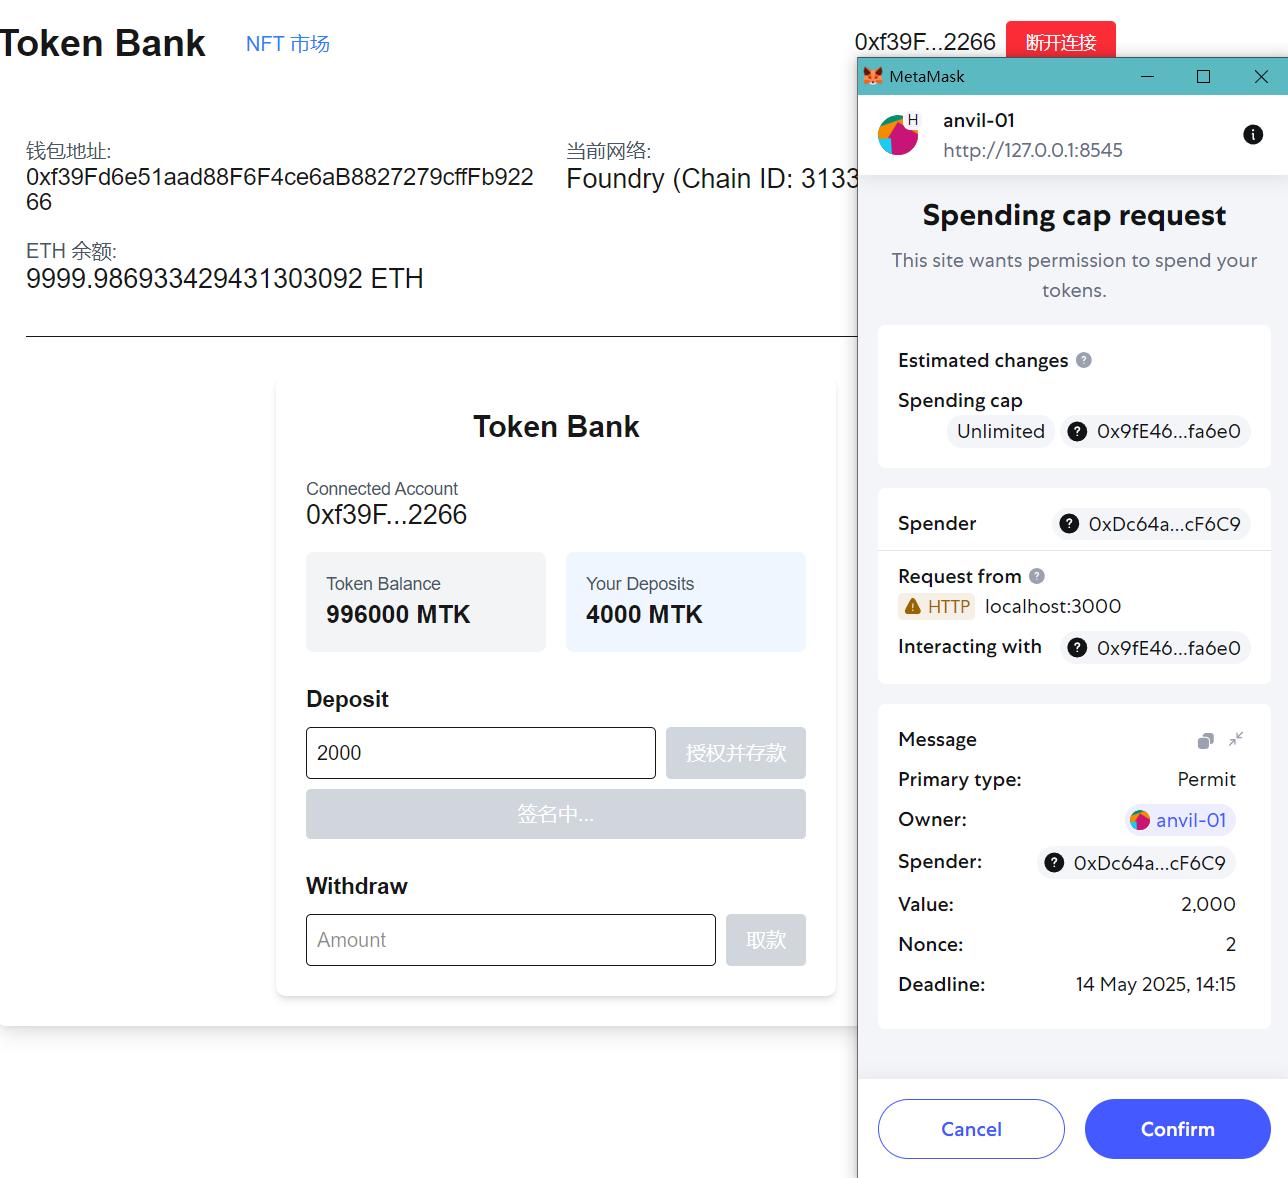 Token Bank
NFT 市场
0xf39F...2266
断开连接
钱包地址:
0xf39Fd6e51aad88F6F4ce6aB8827279cffFb922
66
当前网络:
Foundry (Chain ID: 3133
ETH 余额:
9999.986933429431303092 ETH
Token Bank
Connected Account
0xf39F...2266
Token Balance
996000 MTK
Your Deposits
4000 MTK
Deposit
2000
授权并存款
签名中...
Withdraw
Amount
取款
MetaMask
H
anvil-01
http://127.0.0.1:8545
Spending cap request
This site wants permission to spend your
tokens.
Estimated changes
Spending cap
Unlimited 0x9fE46...fa6e0
Spender 0xDc64a...cF6C9
Request from
HTTP localhost:3000
Interacting with 0x9fE46...fa6e0
Message
Primary type: Permit
Owner: anvil-01
Spender: 0xDc64a...cF6C9
Value: 2,000
Nonce: 2
Deadline: 14 May 2025, 14:15
Cancel
Confirm